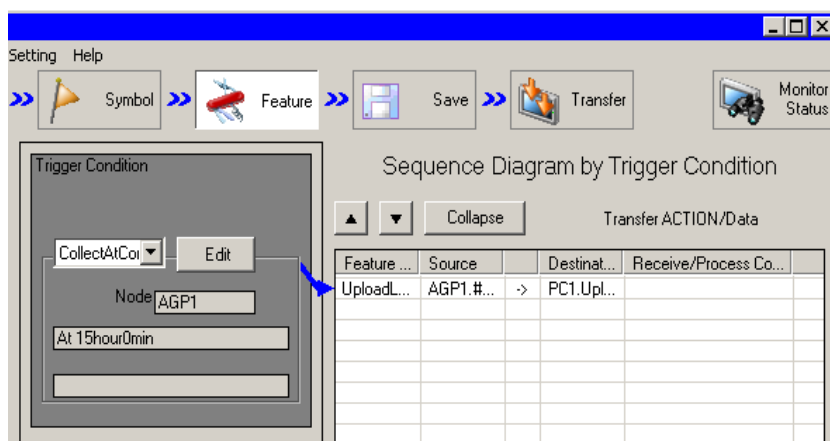 Setting Help
Symbol Feature Save Transfer Monitor
Status
Trigger Condition
Sequence Diagram by Trigger Condition
Collapse Transfer ACTION/Data
CollectAtCo Edit
Feature ... Source Destinat... Receive/Process Co...
UploadL... AGP1.#... -> PC1.Upl...
Node AGP1
At 15hour0min